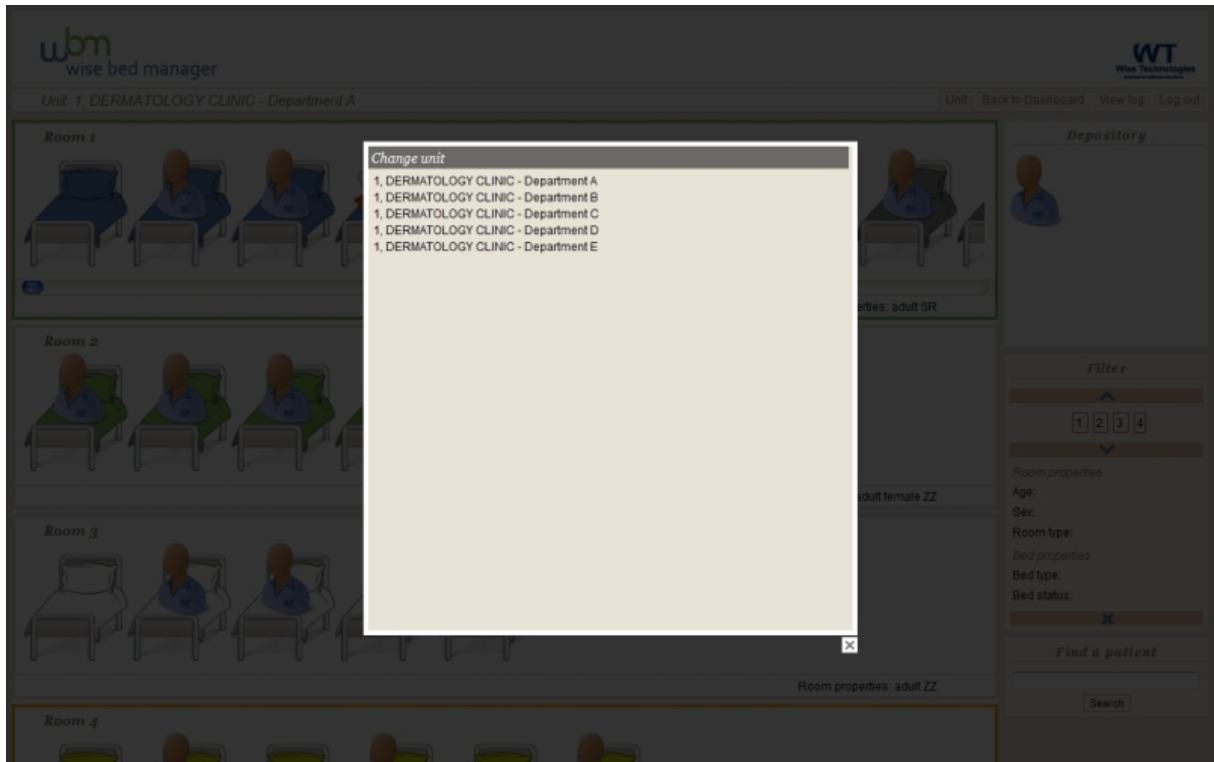 wbm
wise bed manager
WT
Wise Technologies
Unit: 1, DERMATOLOGY CLINIC - Department A
Unit Back to Dashboard View log Log out
Room 1
Change unit
1, DERMATOLOGY CLINIC - Department A
1, DERMATOLOGY CLINIC - Department B
1, DERMATOLOGY CLINIC - Department C
1, DERMATOLOGY CLINIC - Department D
1, DERMATOLOGY CLINIC - Department E
adult SR
Room 2
adult female ZZ
Room 3
Room properties: adult ZZ
Room 4
Depository
Filter
1 2 3 4
Room properties
Age:
Sex:
Room type:
Bed properties
Bed type:
Bed status:
Find a patient
Search